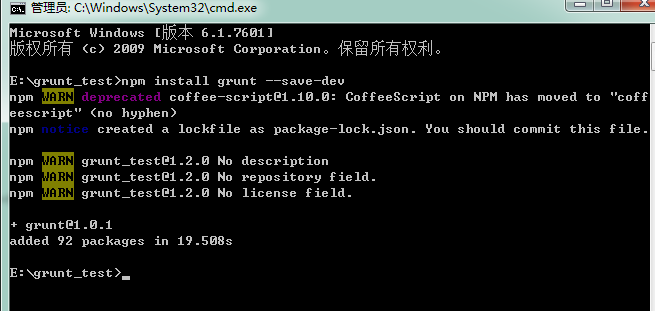 管理员: C:\Windows\System32\cmd.exe
Microsoft Windows [版本 6.1.7601]
版权所有 (c) 2009 Microsoft Corporation。保留所有权利。
E:\grunt_test>npm install grunt --save-dev
npm WARN deprecated coffee-script@1.10.0: CoffeeScript on NPM has moved to "coff
eescript" (no hyphen)
npm notice created a lockfile as package-lock.json. You should commit this file.
npm WARN grunt_test@1.2.0 No description
npm WARN grunt_test@1.2.0 No repository field.
npm WARN grunt_test@1.2.0 No license field.
+ grunt@1.0.1
added 92 packages in 19.508s
E:\grunt_test>_